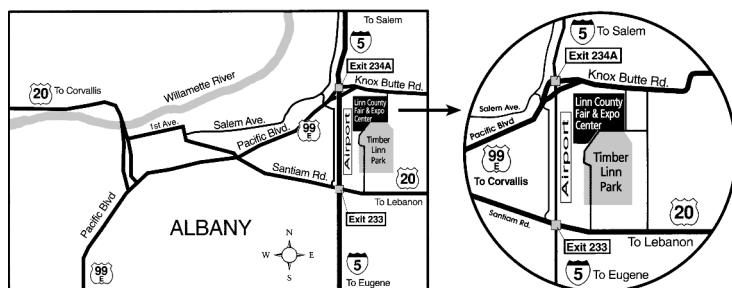 To Salem
5
Exit 234A
Knox Butte Rd.
20
To Corvallis
Willamette River
1st Ave.
Salem Ave.
Pacific Blvd.
99
E
Linn County
Fair & Expo
Center
Airport
Timber
Linn
Park
Santiam Rd.
20
To Lebanon
Exit 233
Pacific Blvd
ALBANY
N
W
E
S
99
E
5
To Eugene
5
To Salem
Exit 234A
Knox Butte Rd.
Salem Ave.
Pacific Blvd
99
E
To Corvallis
Linn County
Fair & Expo
Center
Airport
Timber
Linn
Park
20
Santiam Rd.
To Lebanon
Exit 233
5
To Eugene